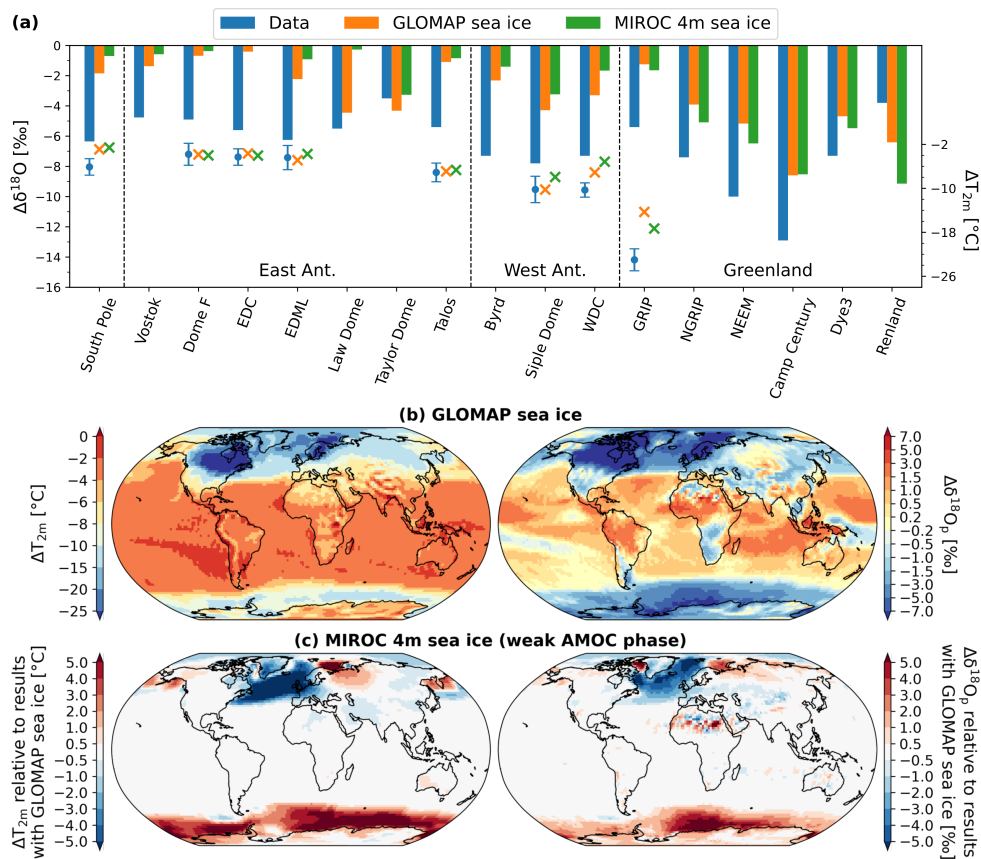 (a)
Data GLOMAP sea ice MIROC 4m sea ice
Δδ¹⁸O [‰]
0
−2
−4
−6
−8
−10
−12
−14
−16
ΔT₂ₘ [°C]
−2
−10
−18
−26
East Ant. West Ant. Greenland
South Pole
Vostok
Dome F
EDC
EDML
Law Dome
Taylor Dome
Talos
Byrd
Siple Dome
WDC
GRIP
NGRIP
NEEM
Camp Century
Dye3
Renland
(b) GLOMAP sea ice
ΔT₂ₘ [°C]
0
−2
−4
−6
−8
−10
−15
−20
−25
7.0
5.0
3.0
1.5
1.0
0.5
0.2
−0.2
−0.5
−1.0
−1.5
−3.0
−5.0
−7.0
Δδ¹⁸Oₚ [‰]
(c) MIROC 4m sea ice (weak AMOC phase)
ΔT₂ₘ relative to results
with GLOMAP sea ice [°C]
5.0
4.0
3.0
2.0
1.0
0.5
−0.5
−1.0
−2.0
−3.0
−4.0
−5.0
5.0
4.0
3.0
2.0
1.0
0.5
−0.5
−1.0
−2.0
−3.0
−4.0
−5.0
Δδ¹⁸Oₚ relative to results
with GLOMAP sea ice [‰]